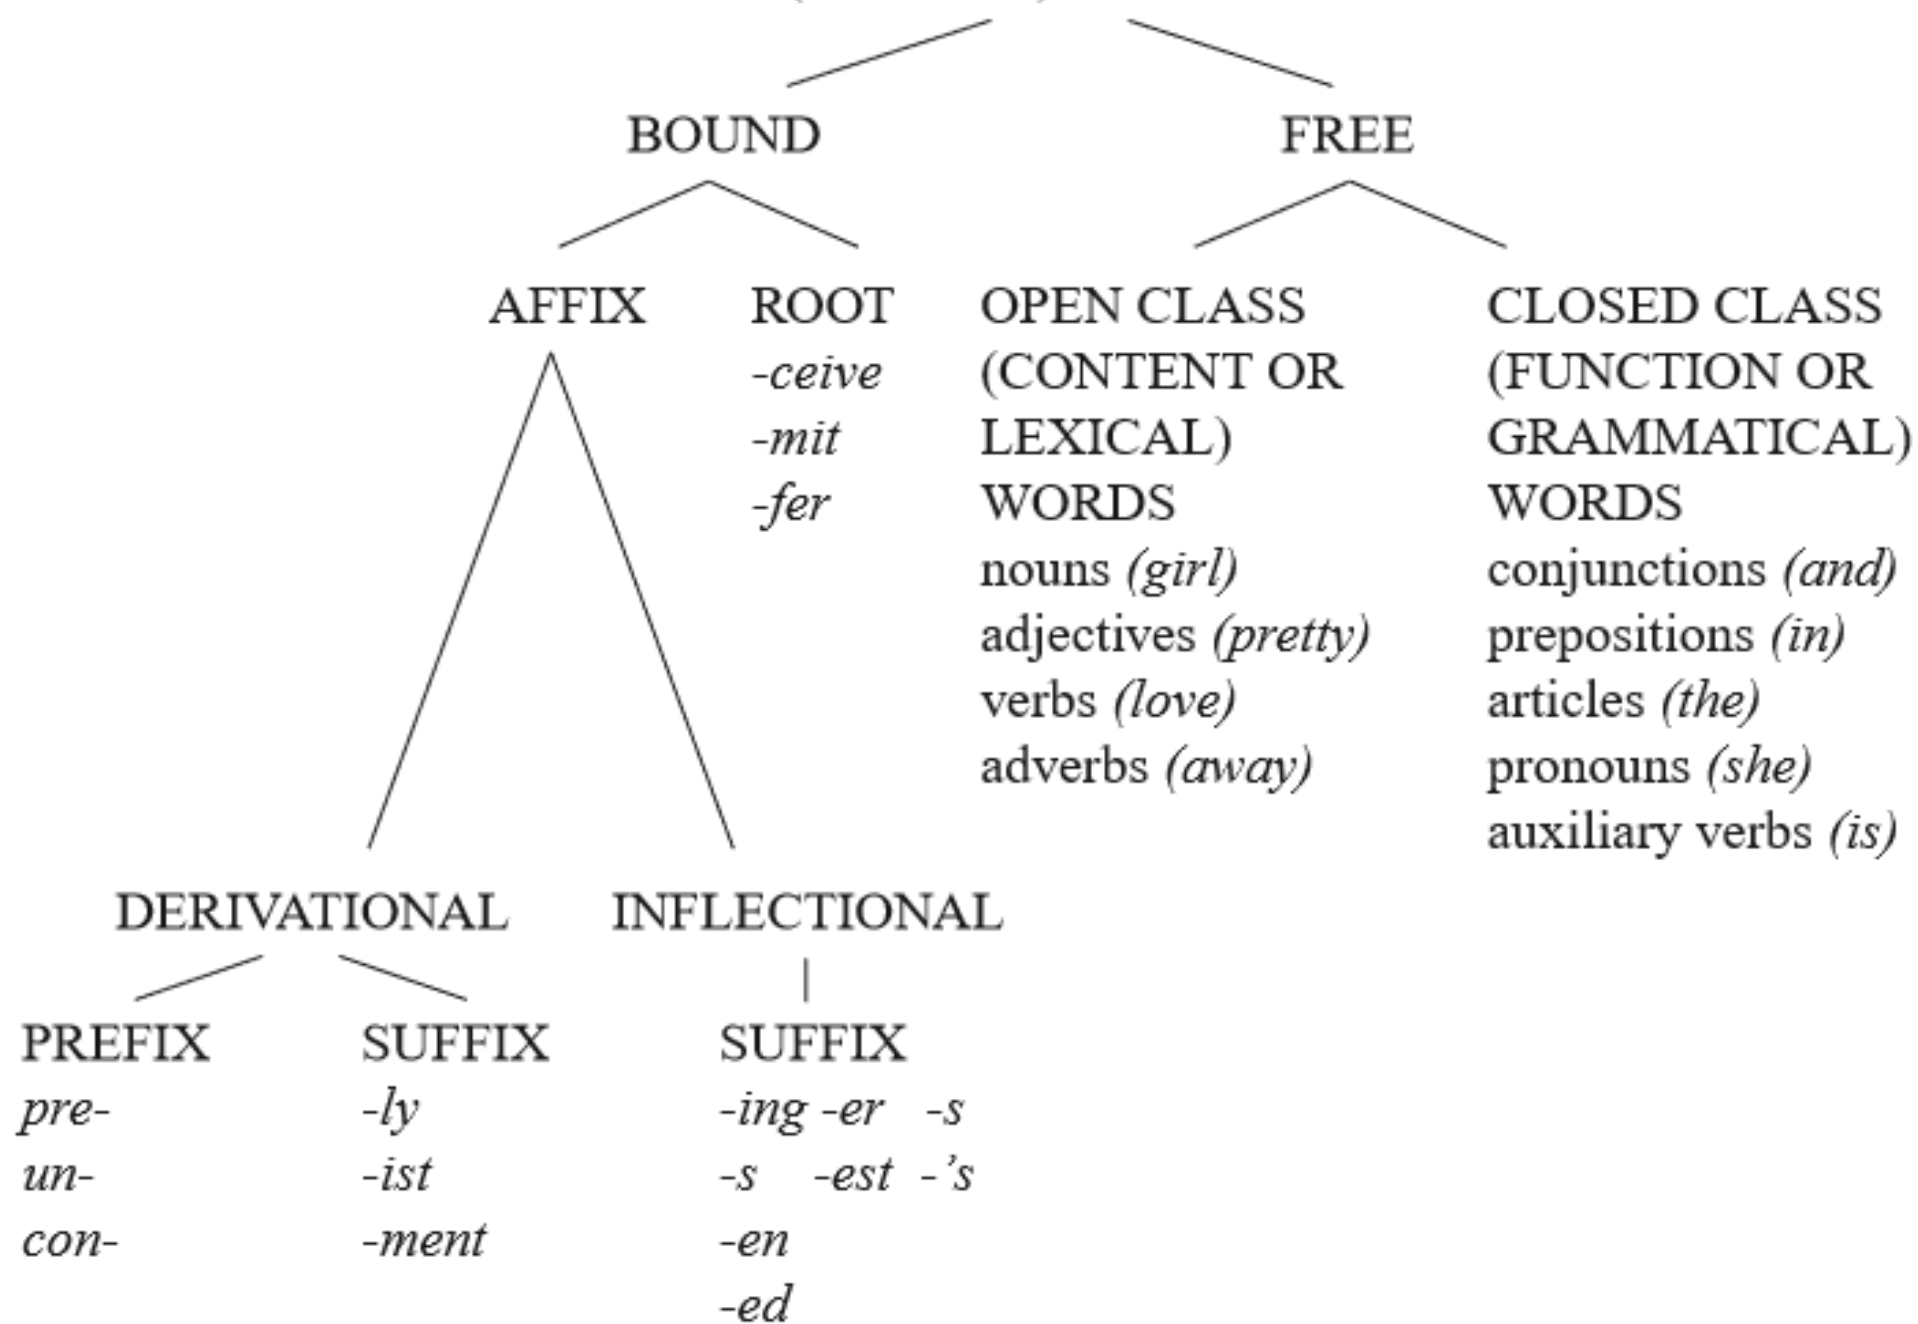 BOUND FREE
AFFIX ROOT OPEN CLASS CLOSED CLASS
-ceive (CONTENT OR (FUNCTION OR
-mit LEXICAL) GRAMMATICAL)
-fer WORDS WORDS
nouns (girl) conjunctions (and)
adjectives (pretty) prepositions (in)
verbs (love) articles (the)
adverbs (away) pronouns (she)
auxiliary verbs (is)
DERIVATIONAL INFLECTIONAL
PREFIX SUFFIX SUFFIX
pre- -ly -ing -er -s
un- -ist -s -est -’s
con- -ment -en
-ed